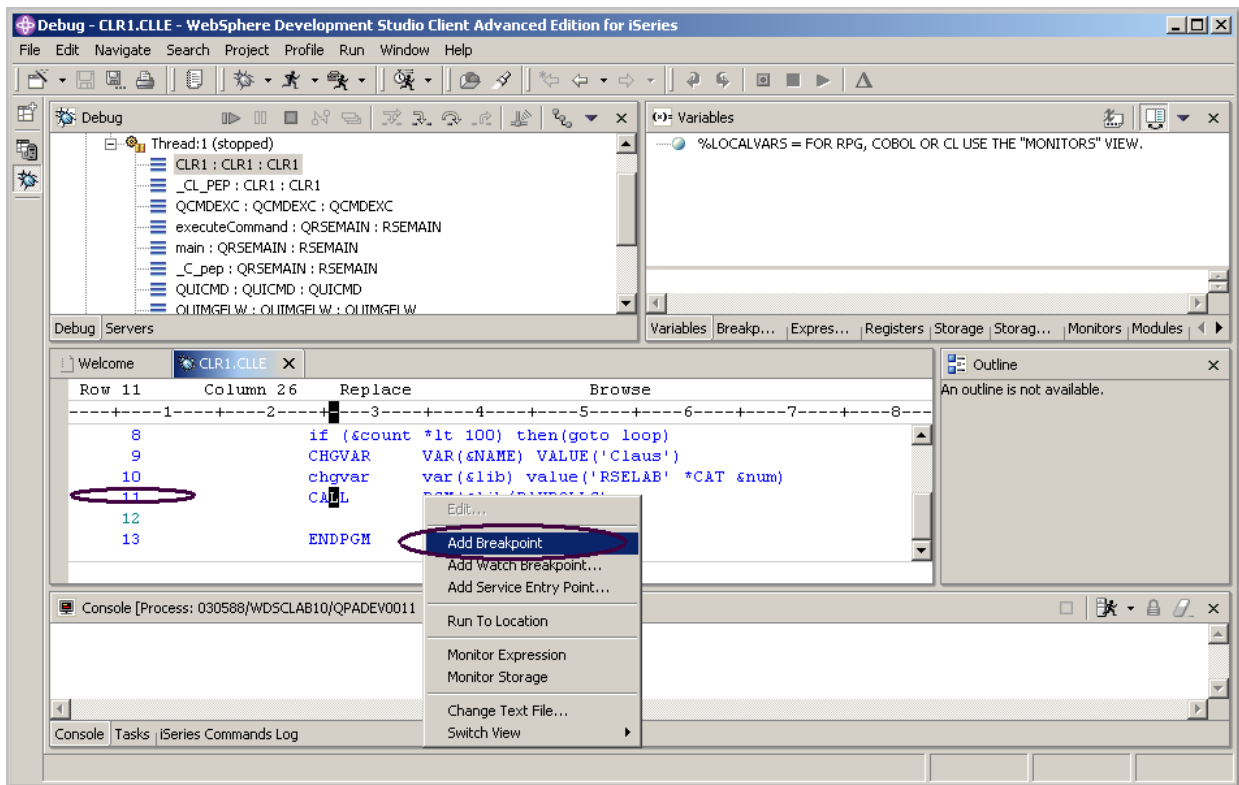 Debug - CLR1.CLLE - WebSphere Development Studio Client Advanced Edition for iSeries
File Edit Navigate Search Project Profile Run Window Help
Debug
Thread:1 (stopped)
CLR1 : CLR1 : CLR1
_CL_PEP : CLR1 : CLR1
QCMDEXC : QCMDEXC : QCMDEXC
executeCommand : QRSEMAIN : RSEMAIN
main : QRSEMAIN : RSEMAIN
_C_pep : QRSEMAIN : RSEMAIN
QUICMD : QUICMD : QUICMD
QUIMGFLW : QUIMGFLW : QUIMGFLW
Debug Servers
(x)= Variables
%LOCALVARS = FOR RPG, COBOL OR CL USE THE "MONITORS" VIEW.
Variables Breakp... Expres... Registers Storage Storag... Monitors Modules
Welcome CLR1.CLLE
Row 11 Column 26 Replace Browse
----+----1----+----2----+----3----+----4----+----5----+----6----+----7----+----8---
8 if (&count *lt 100) then(goto loop)
9 CHGVAR VAR(&NAME) VALUE('Claus')
10 chgvar var(&lib) value('RSELAB' *CAT &num)
11 CALL
12
13 ENDPGM
Edit...
Add Breakpoint
Add Watch Breakpoint...
Add Service Entry Point...
Run To Location
Monitor Expression
Monitor Storage
Change Text File...
Switch View
Outline
An outline is not available.
Console [Process: 030588/WDSCLAB10/QPADEV0011
Console Tasks iSeries Commands Log